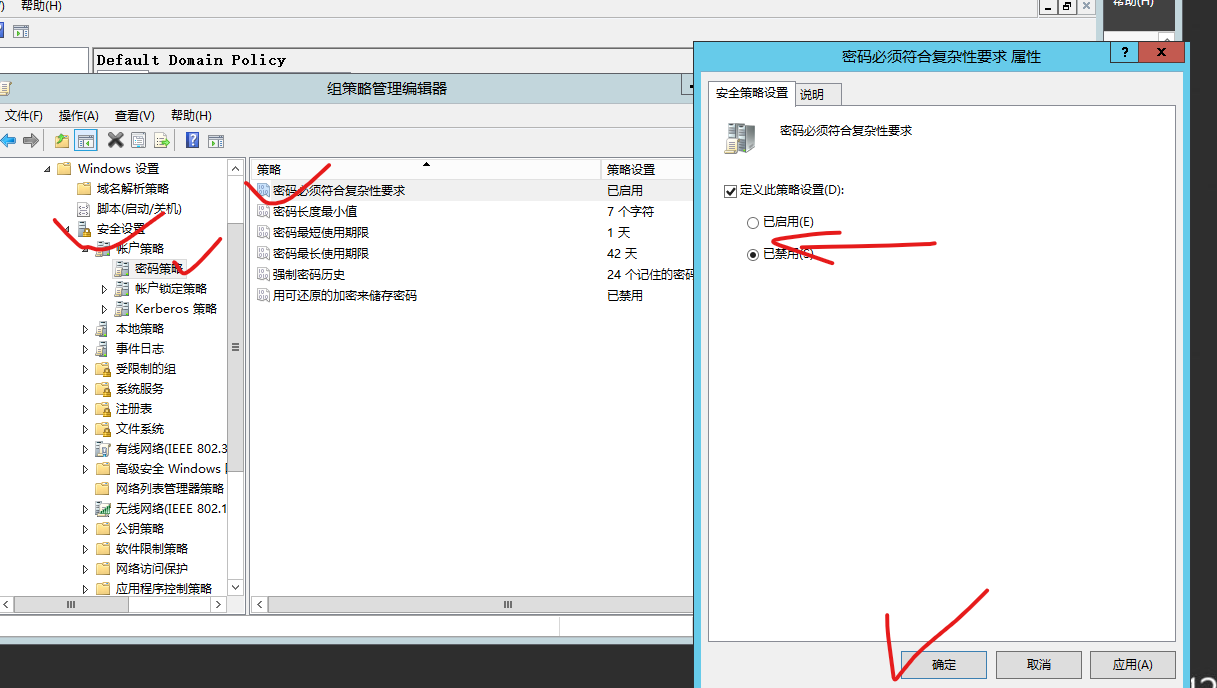 帮助(H)
帮助(H)
Default Domain Policy
组策略管理编辑器
文件(F) 操作(A) 查看(V) 帮助(H)
Windows 设置
域名解析策略
脚本(启动/关机)
安全设置
帐户策略
密码策略
帐户锁定策略
Kerberos 策略
本地策略
事件日志
受限制的组
系统服务
注册表
文件系统
有线网络(IEEE 802.3
高级安全 Windows
网络列表管理器策略
无线网络(IEEE 802.1
公钥策略
软件限制策略
网络访问保护
应用程序控制策略
策略 策略设置
密码必须符合复杂性要求 已启用
密码长度最小值 7 个字符
密码最短使用期限 1 天
密码最长使用期限 42 天
强制密码历史 24 个记住的密码
用可还原的加密来储存密码 已禁用
密码必须符合复杂性要求 属性
? x
安全策略设置 说明
密码必须符合复杂性要求
定义此策略设置(D):
已启用(E)
已禁用(S)
确定 取消 应用(A)